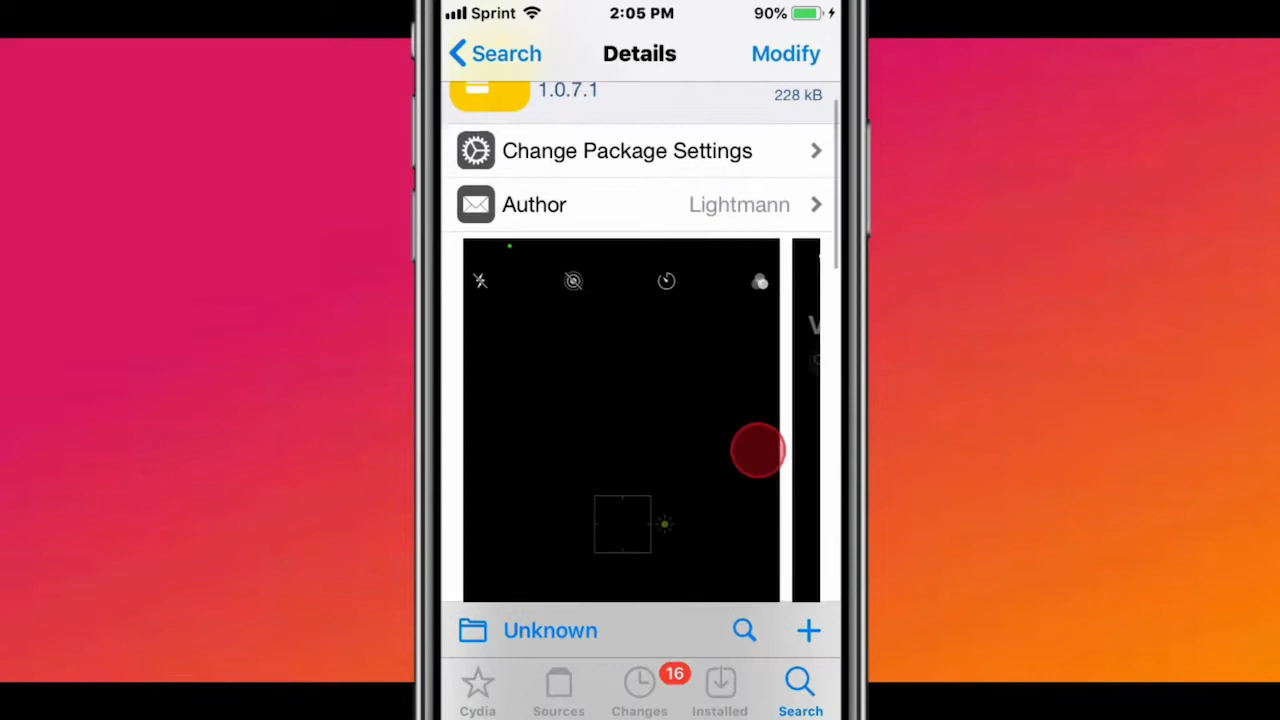 Sprint 2:05 PM 90%
Search Details Modify
1.0.7.1 228 kB
Change Package Settings
Author Lightmann
Unknown
16
Cydia Sources Changes Installed Search